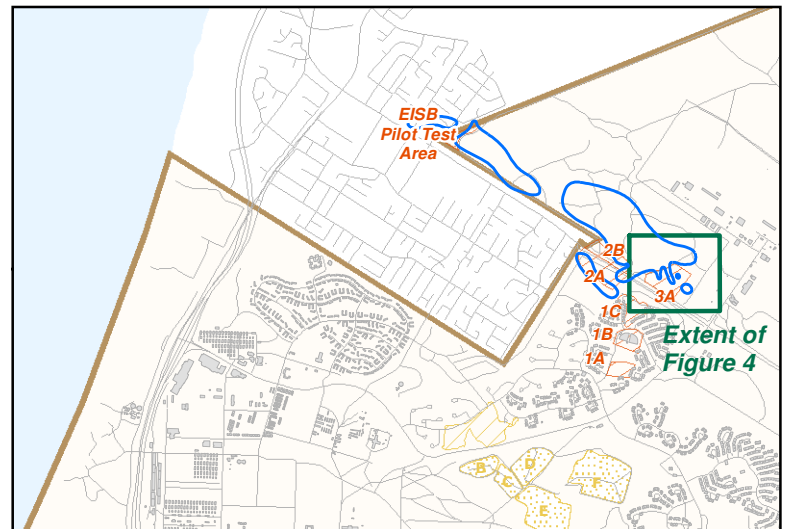 EISB
Pilot Test
Area
2B
2A
3A
1C
1B
1A
Extent of
Figure 4
B
C
D
E
F